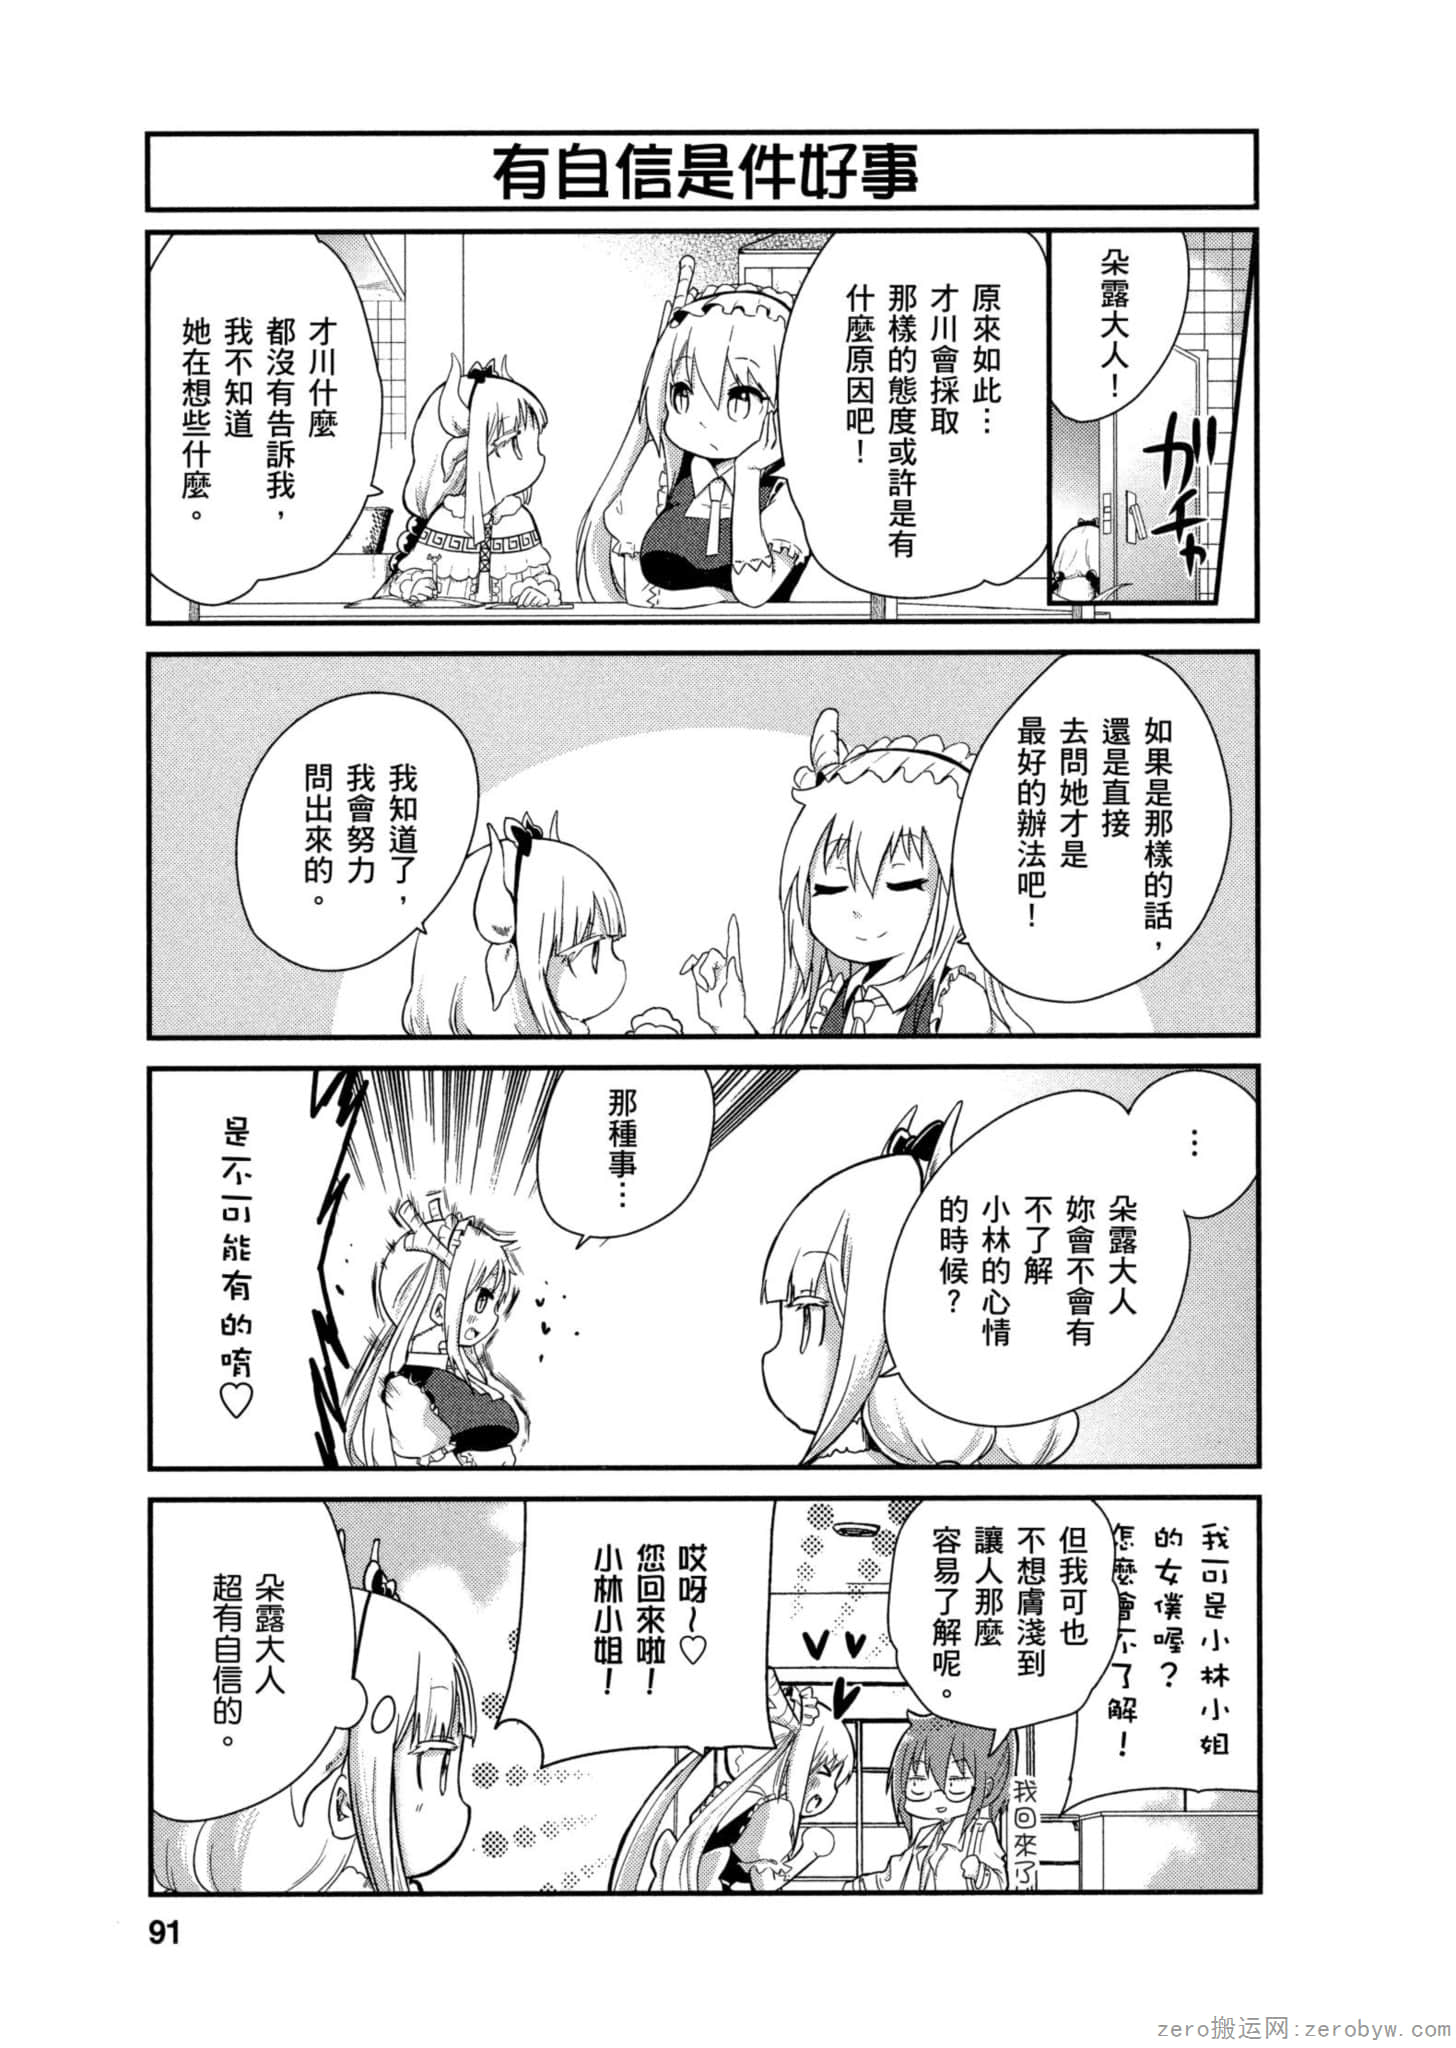 有自信是件好事
朵露大人！
ガチャ
原來如此…
才川會採取
那樣的態度或許是有
什麼原因吧！
才川什麼
都沒有告訴我，
我不知道
她在想些什麼。
如果是那樣的話，
還是直接
去問她才是
最好的辦法吧！
我知道了，
我會努力
問出來的。
…
朵露大人
妳會不會有
不了解
小林的心情
的時候？
那種事…
是不可能有的唷♡
我可是小林小姐
的女僕喔？
怎麼會不了解！
但我可也
不想膚淺到
讓人那麼
容易了解呢。
我回來了
哎呀~♡
您回來啦！
小林小姐！
朵露大人
超有自信的。
91
zero搬运网:zerobyw.com